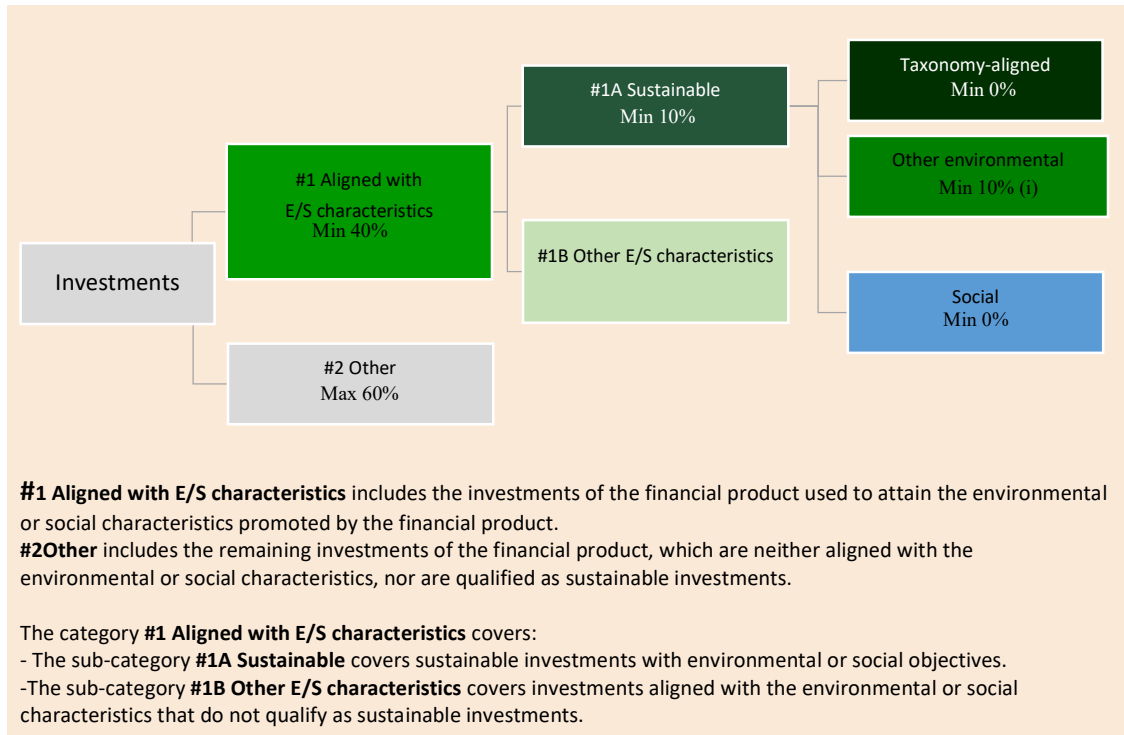 Investments
#1 Aligned with
E/S characteristics
Min 40%
#2 Other
Max 60%
#1A Sustainable
Min 10%
#1B Other E/S characteristics
Taxonomy-aligned
Min 0%
Other environmental
Min 10% (i)
Social
Min 0%
#1 Aligned with E/S characteristics includes the investments of the financial product used to attain the environmental
or social characteristics promoted by the financial product.
#2Other includes the remaining investments of the financial product, which are neither aligned with the
environmental or social characteristics, nor are qualified as sustainable investments.
The category #1 Aligned with E/S characteristics covers:
- The sub-category #1A Sustainable covers sustainable investments with environmental or social objectives.
-The sub-category #1B Other E/S characteristics covers investments aligned with the environmental or social
characteristics that do not qualify as sustainable investments.